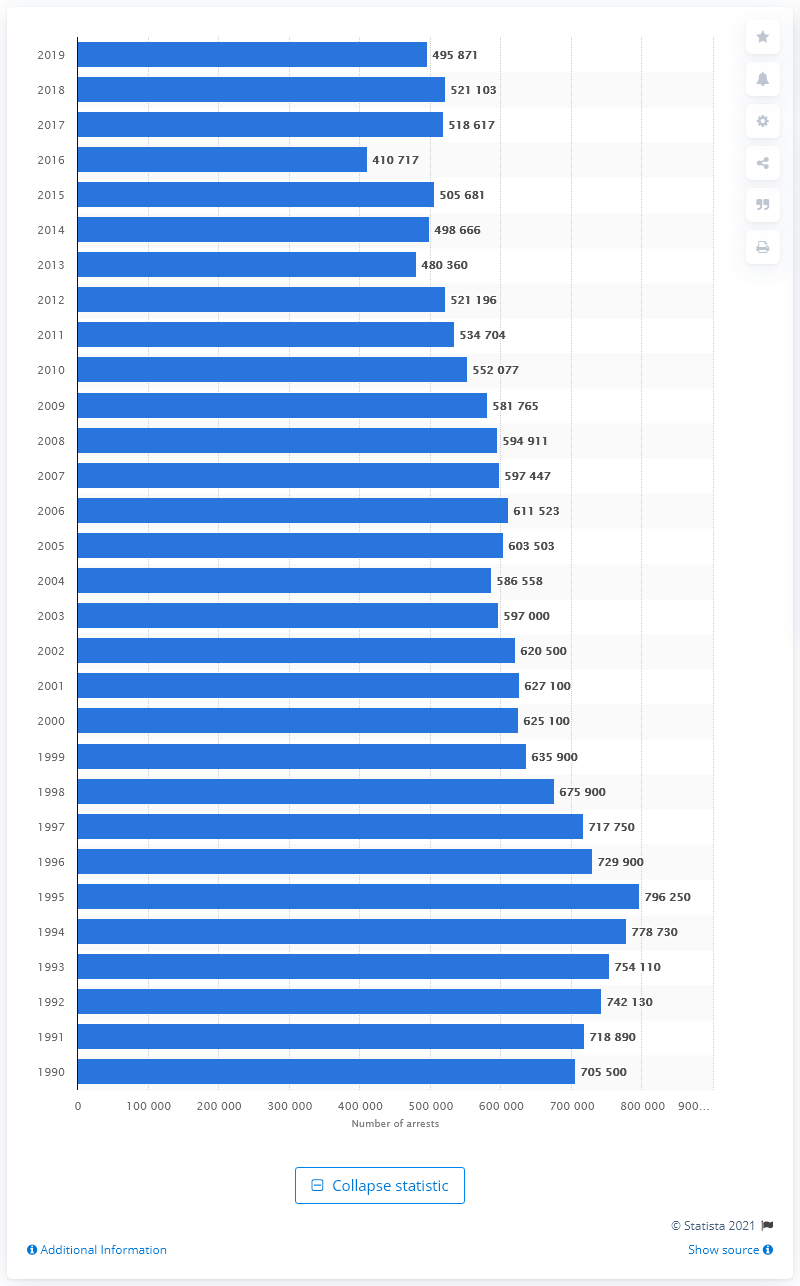 2019 495 871
2018 521 103
2017 518 617
2016 410 717
2015 505 681
2014 498 666
2013 480 360
2012 521 196
2011 534 704
2010 552 077
2009 581 765
2008 594 911
2007 597 447
2006 611 523
2005 603 503
2004 586 558
2003 597 000
2002 620 500
2001 627 100
2000 625 100
1999 635 900
1998 675 900
1997 717 750
1996 729 900
1995 796 250
1994 778 730
1993 754 110
1992 742 130
1991 718 890
1990 705 500
0 100 000 200 000 300 000 400 000 500 000 600 000 700 000 800 000 900…
Number of arrests
Collapse statistic
© Statista 2021
Additional Information Show source